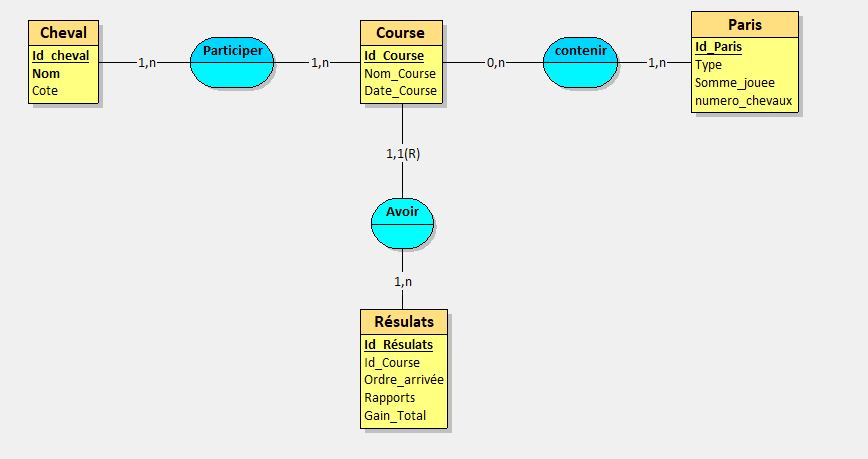 Cheval
Id_cheval
Nom
Cote
1,n
Participer
1,n
Course
Id_Course
Nom_Course
Date_Course
0,n
contenir
1,n
Paris
Id_Paris
Type
Somme_jouee
numero_chevaux
1,1(R)
Avoir
1,n
Résulats
Id_Résulats
Id_Course
Ordre_arrivée
Rapports
Gain_Total